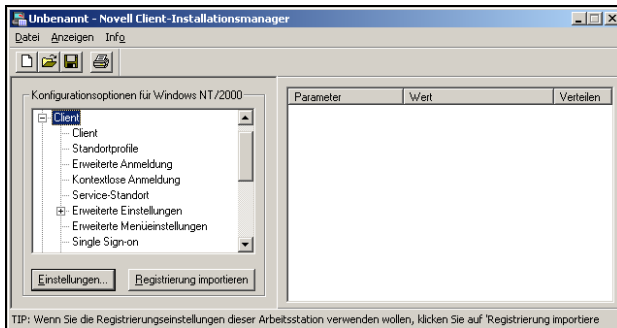 Unbenannt - Novell Client-Installationsmanager
Datei Anzeigen Info
Konfigurationsoptionen für Windows NT/2000
Client
Client
Standortprofile
Erweiterte Anmeldung
Kontextlose Anmeldung
Service-Standort
Erweiterte Einstellungen
Erweiterte Menüeinstellungen
Single Sign-on
Einstellungen... Registrierung importieren
Parameter Wert Verteilen
TIP: Wenn Sie die Registrierungseinstellungen dieser Arbeitsstation verwenden wollen, klicken Sie auf 'Registrierung importiere